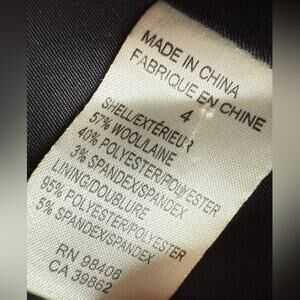 MADE IN CHINA
FABRIQUE EN CHINE
4
SHELL/EXTÉRIEUR
57% WOOL/LAINE
40% POLYESTER/POLYESTER
3% SPANDEX/SPANDEX
LINING/DOUBLURE
95% POLYESTER/POLYESTER
5% SPANDEX/SPANDEX
RN 98406
CA 39862